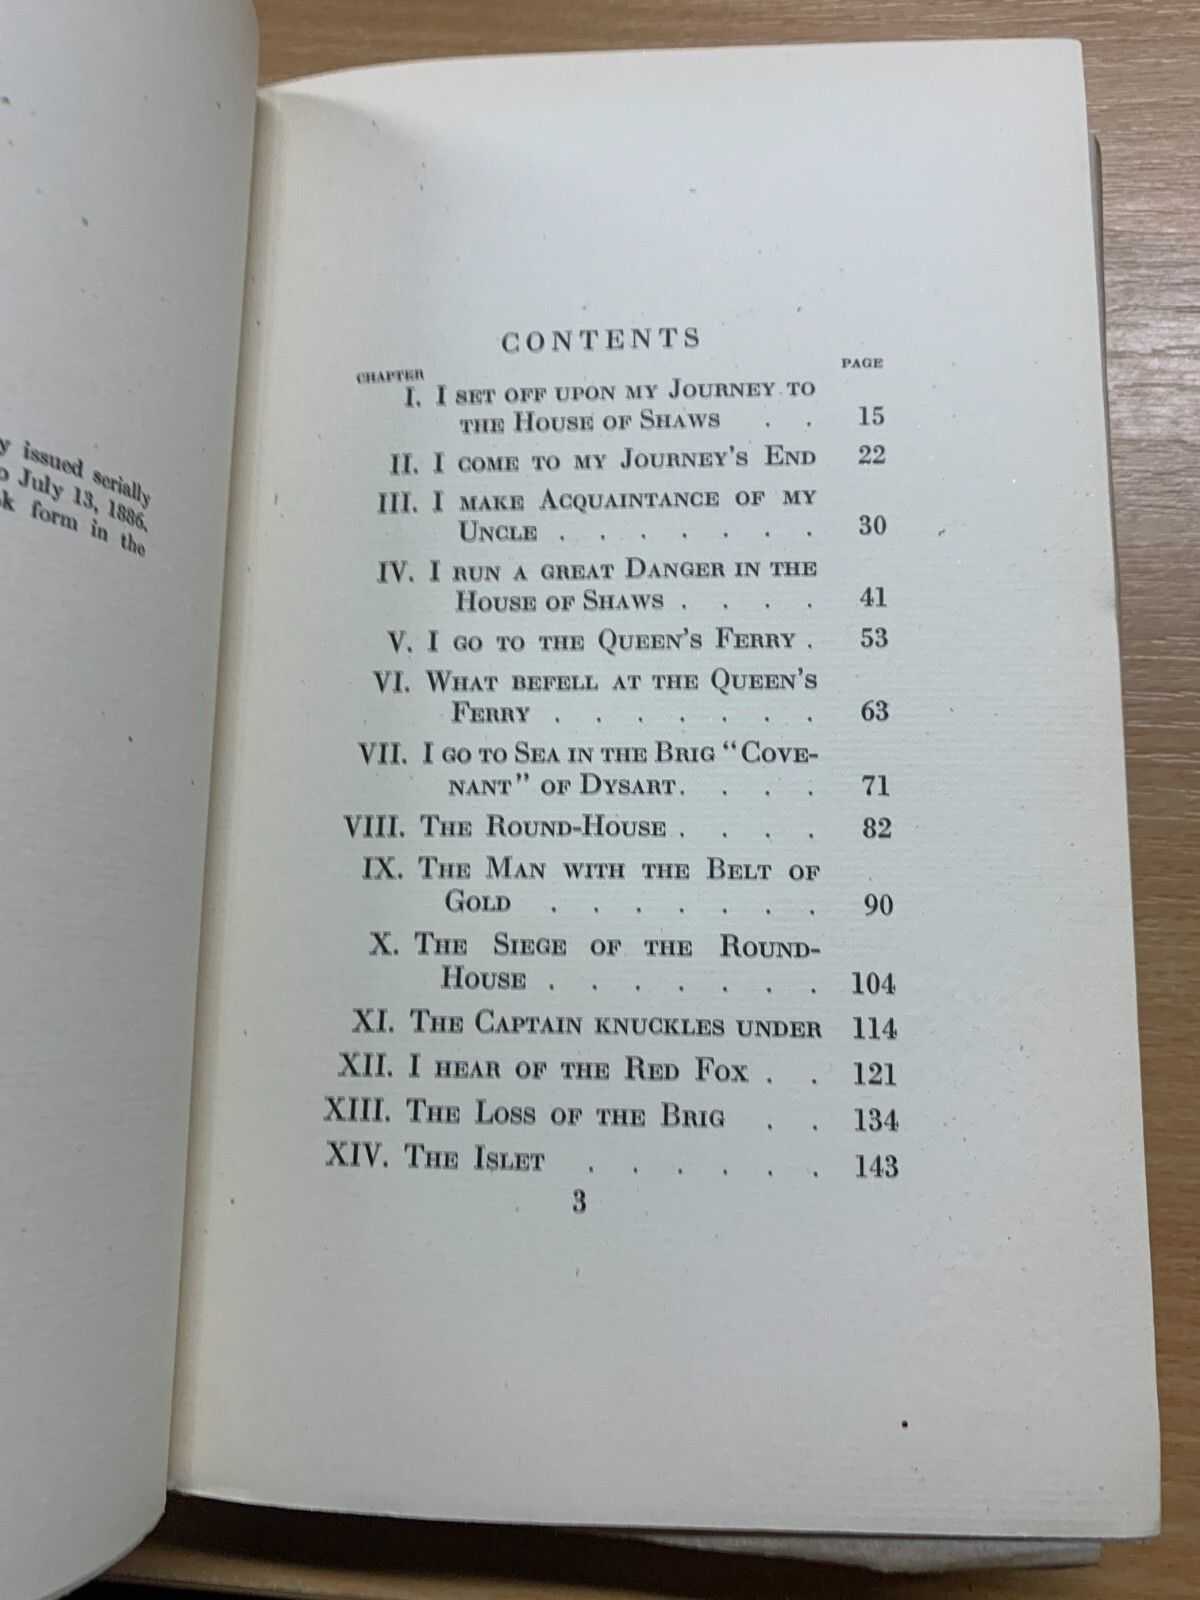 y issued serially
July 13, 1886,
k form in the
CONTENTS
CHAPTER PAGE
I. I SET OFF UPON MY JOURNEY TO
THE HOUSE OF SHAWS . . 15
II. I COME TO MY JOURNEY'S END 22
III. I MAKE ACQUAINTANCE OF MY
UNCLE . . . . . . . 30
IV. I RUN A GREAT DANGER IN THE
HOUSE OF SHAWS . . . . 41
V. I GO TO THE QUEEN'S FERRY . 53
VI. WHAT BEFELL AT THE QUEEN'S
FERRY . . . . . . . 63
VII. I GO TO SEA IN THE BRIG "COVE-
NANT" OF DYSART . . . . 71
VIII. THE ROUND-HOUSE . . . . 82
IX. THE MAN WITH THE BELT OF
GOLD . . . . . . . 90
X. THE SIEGE OF THE ROUND-
HOUSE . . . . . . . 104
XI. THE CAPTAIN KNUCKLES UNDER 114
XII. I HEAR OF THE RED FOX . . 121
XIII. THE LOSS OF THE BRIG . . 134
XIV. THE ISLET . . . . . . 143
3